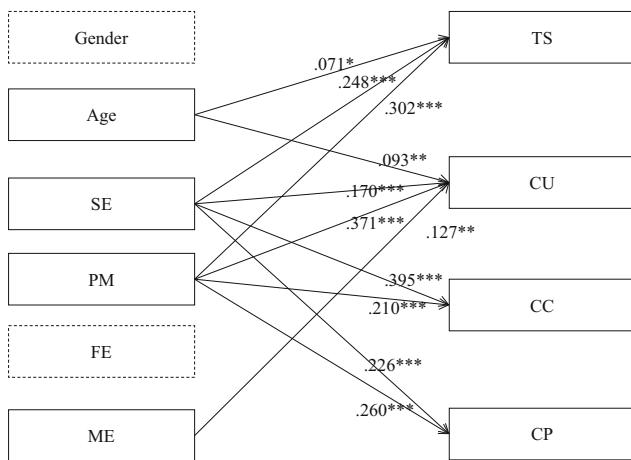 Gender
TS
.071*
.248***
.302***
Age
.093**
.170***
CU
SE
.371***
.127**
PM
.395***
.210***
CC
FE
.226***
.260***
ME
CP